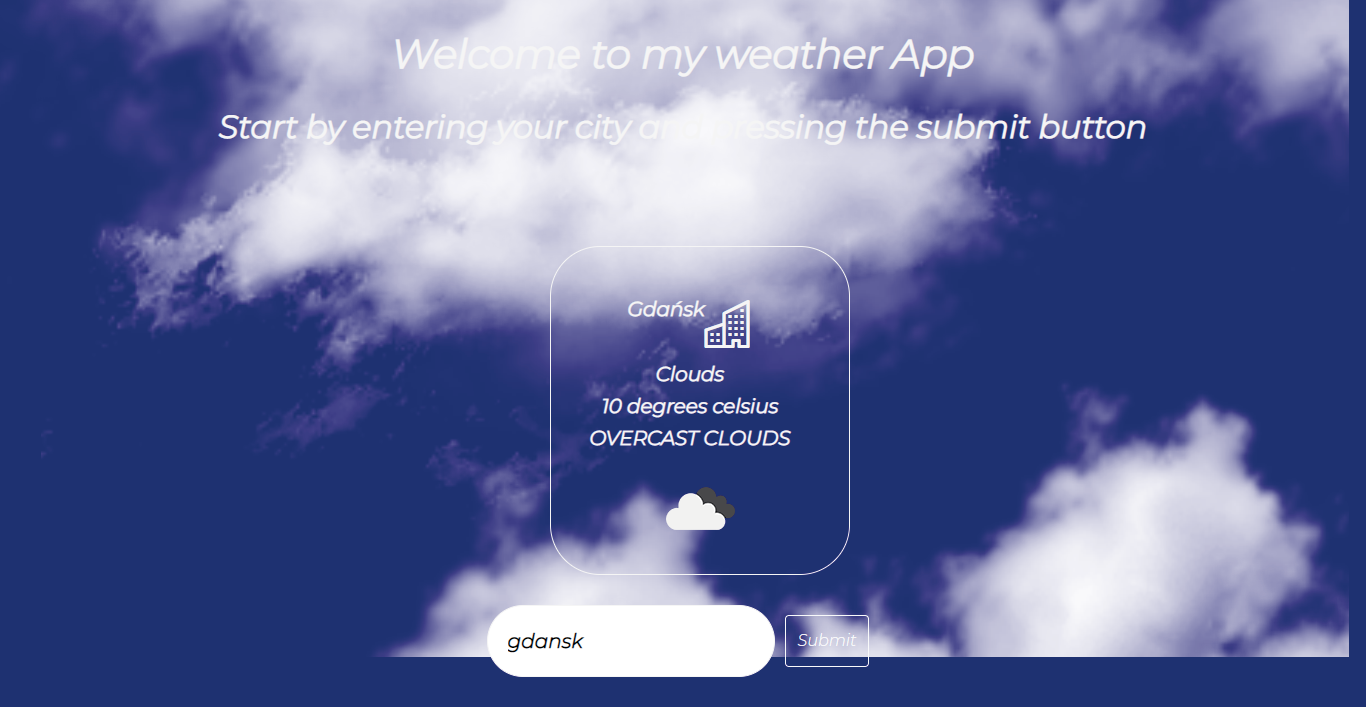 Welcome to my weather App
Start by entering your city and pressing the submit button
Gdańsk
Clouds
10 degrees celsius
OVERCAST CLOUDS
gdansk
Submit